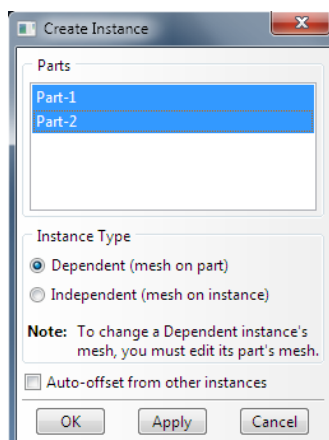 Create Instance
Parts
Part-1
Part-2
Instance Type
Dependent (mesh on part)
Independent (mesh on instance)
Note: To change a Dependent instance's
mesh, you must edit its part's mesh.
Auto-offset from other instances
OK Apply Cancel